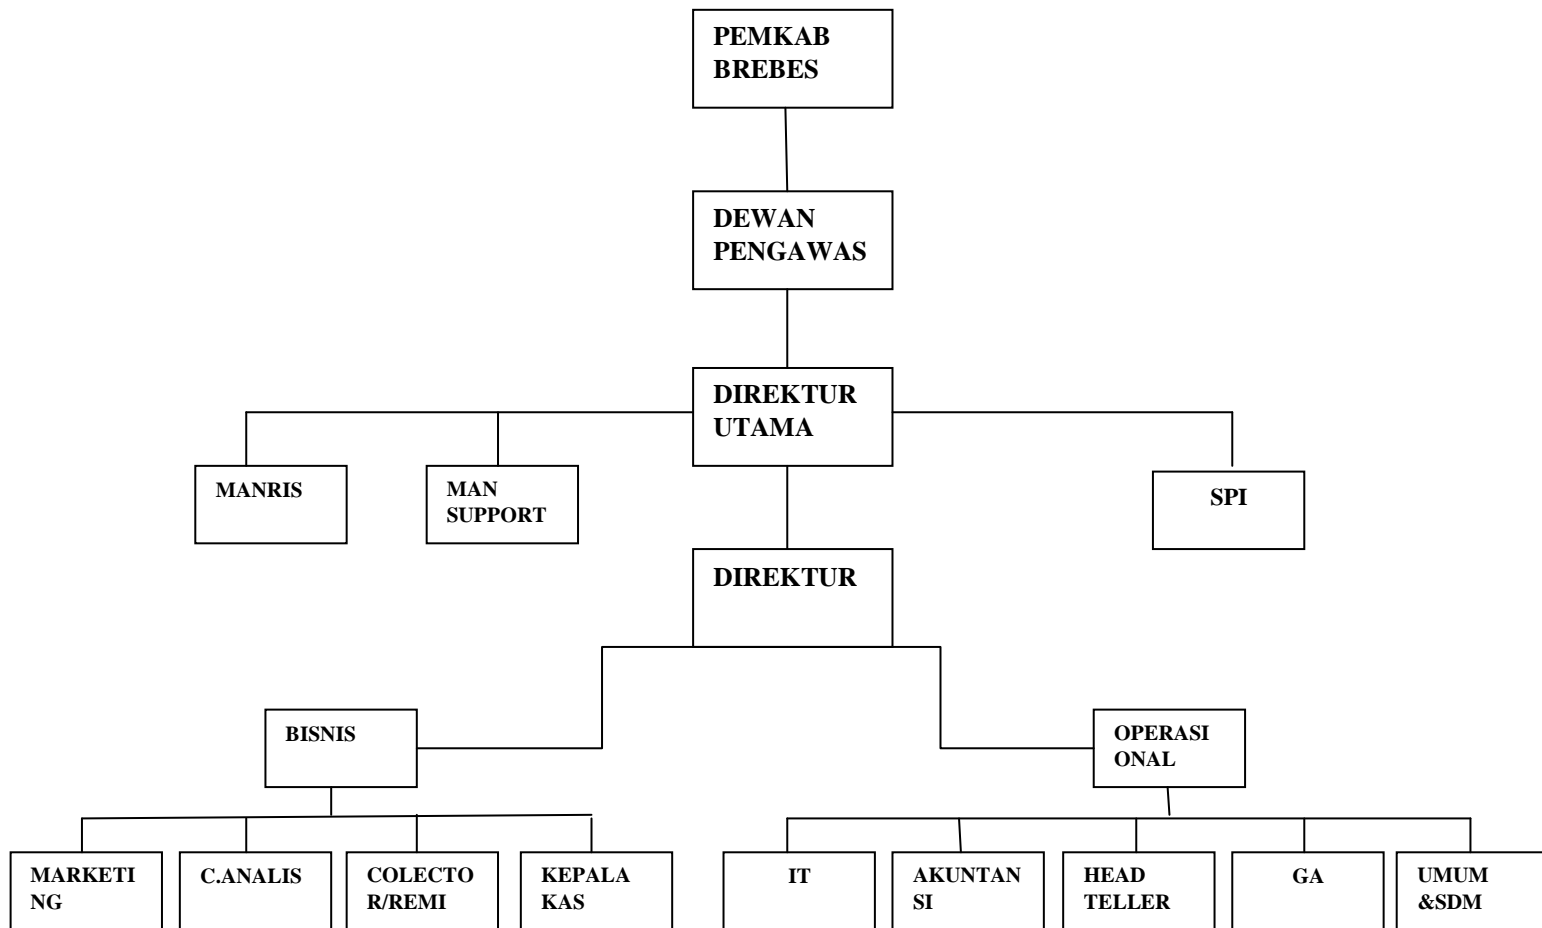 PEMKAB
BREBES
DEWAN
PENGAWAS
DIREKTUR
UTAMA
MANRIS
MAN
SUPPORT
SPI
DIREKTUR
BISNIS
OPERASI
ONAL
MARKETI
NG
C.ANALIS
COLECTO
R/REMI
KEPALA
KAS
IT
AKUNTAN
SI
HEAD
TELLER
GA
UMUM
&SDM